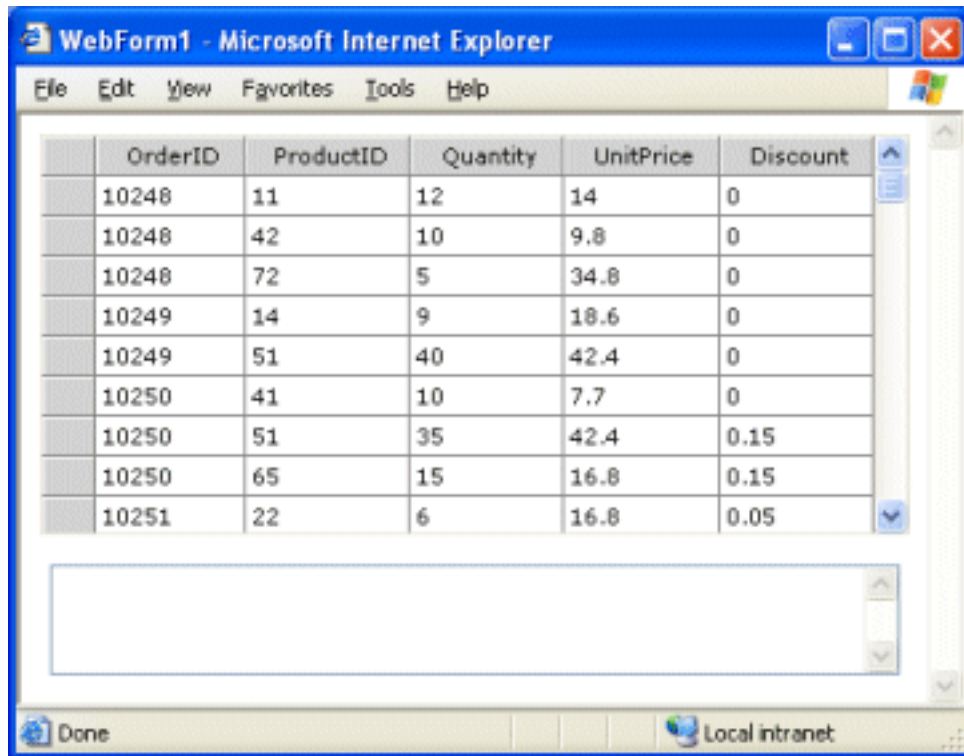 WebForm1 - Microsoft Internet Explorer
File Edit View Favorites Tools Help
OrderID ProductID Quantity UnitPrice Discount
10248 11 12 14 0
10248 42 10 9.8 0
10248 72 5 34.8 0
10249 14 9 18.6 0
10249 51 40 42.4 0
10250 41 10 7.7 0
10250 51 35 42.4 0.15
10250 65 15 16.8 0.15
10251 22 6 16.8 0.05
Done Local intranet